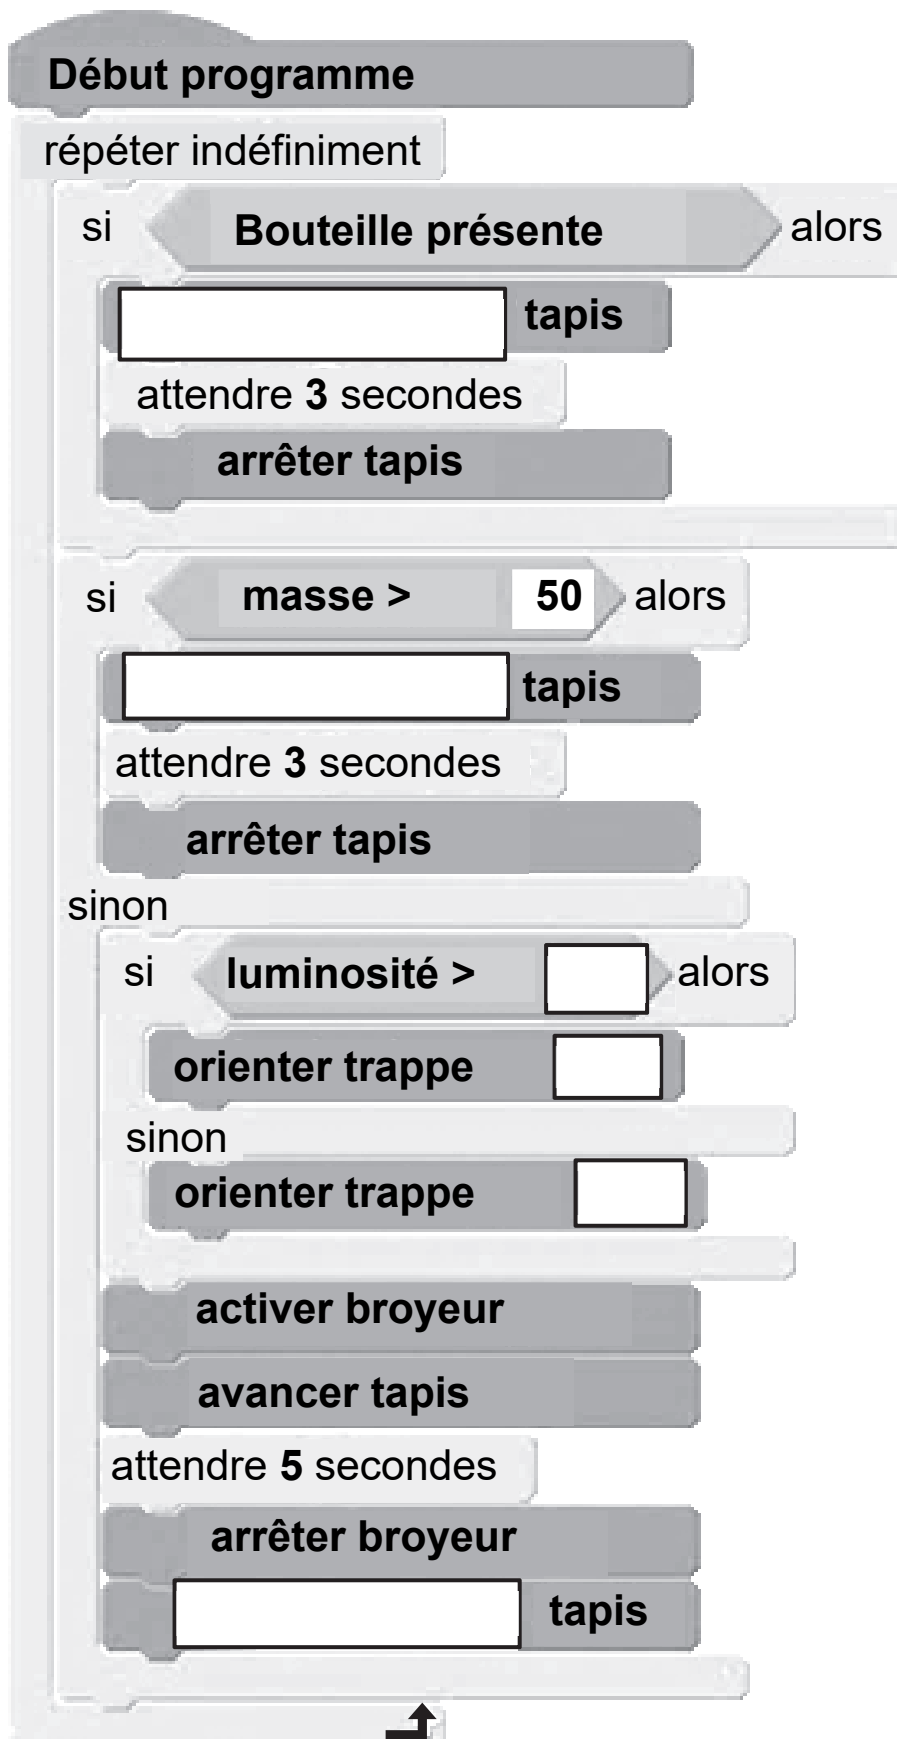 Début programme
répéter indéfiniment
si Bouteille présente alors
tapis
attendre 3 secondes
arrêter tapis
si masse > 50 alors
tapis
attendre 3 secondes
arrêter tapis
sinon
si luminosité > alors
orienter trappe
sinon
orienter trappe
activer broyeur
avancer tapis
attendre 5 secondes
arrêter broyeur
tapis